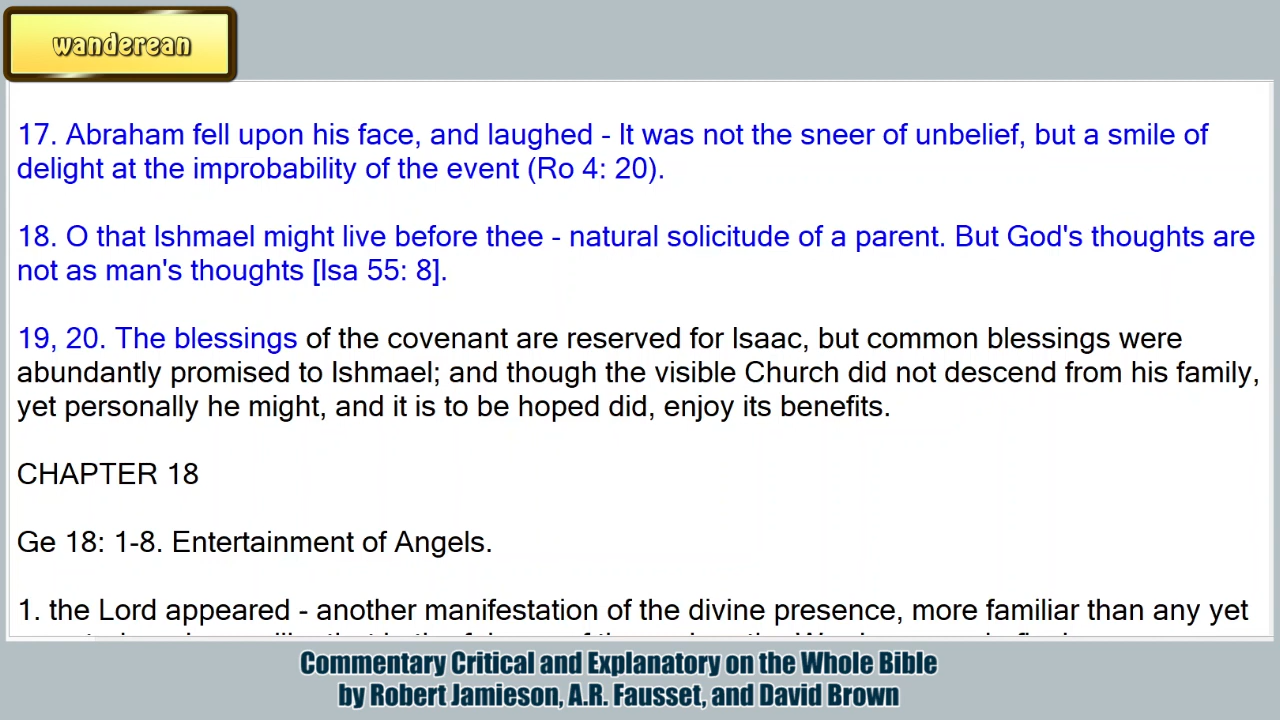 wanderean
17. Abraham fell upon his face, and laughed - It was not the sneer of unbelief, but a smile of
delight at the improbability of the event (Ro 4: 20).
18. O that Ishmael might live before thee - natural solicitude of a parent. But God's thoughts are
not as man's thoughts [Isa 55: 8].
19, 20. The blessings of the covenant are reserved for Isaac, but common blessings were
abundantly promised to Ishmael; and though the visible Church did not descend from his family,
yet personally he might, and it is to be hoped did, enjoy its benefits.
CHAPTER 18
Ge 18: 1-8. Entertainment of Angels.
1. the Lord appeared - another manifestation of the divine presence, more familiar than any yet
Commentary Critical and Explanatory on the Whole Bible
by Robert Jamieson, A.R. Fausset, and David Brown